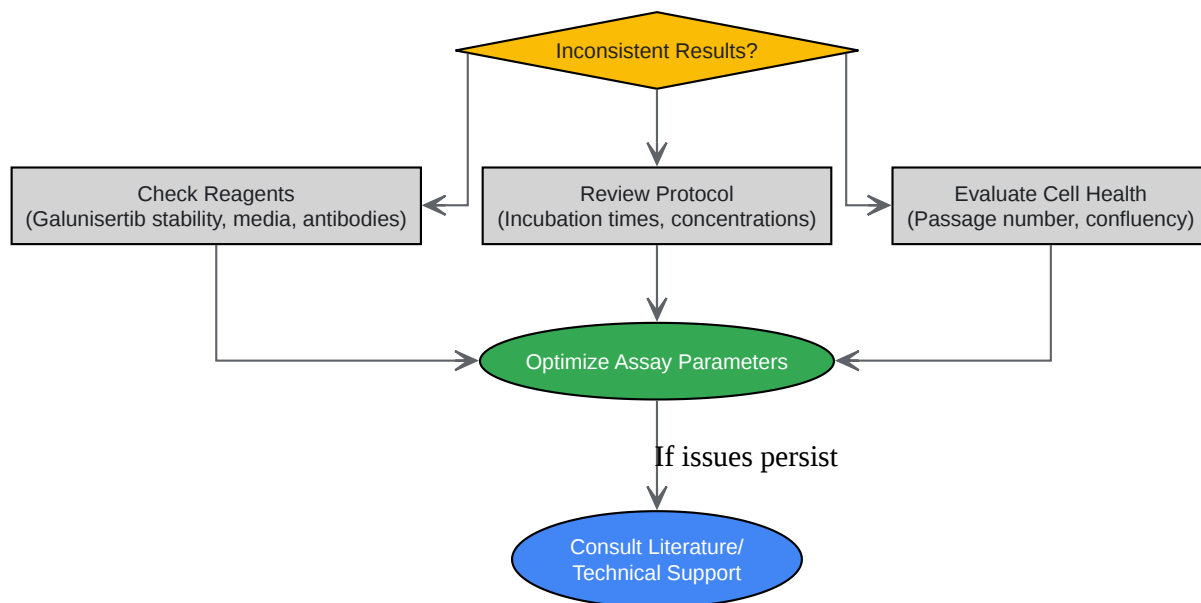 Inconsistent Results?
Check Reagents
(Galunisertib stability, media, antibodies)
Review Protocol
(Incubation times, concentrations)
Evaluate Cell Health
(Passage number, confluency)
Optimize Assay Parameters
If issues persist
Consult Literature/
Technical Support